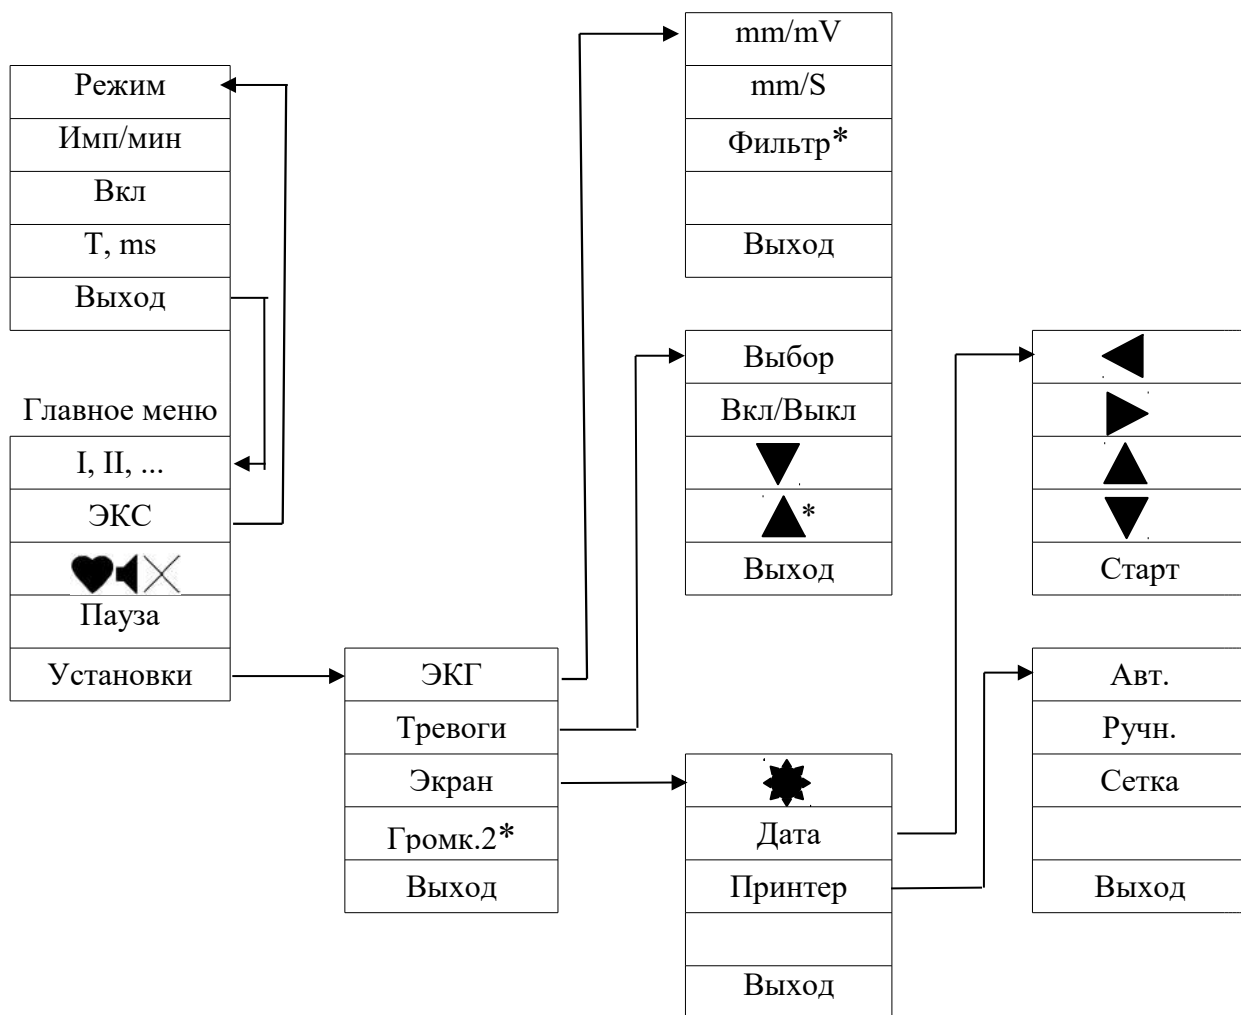 Режим
Имп/мин
Вкл
T, ms
Выход
Главное меню
I, II, ...
ЭКС
Пауза
Установки
ЭКГ
Тревоги
Экран
Громк.2*
Выход
mm/mV
mm/S
Фильтр*
Выход
Выбор
Вкл/Выкл
*
Выход
Дата
Принтер
Выход
Старт
Авт.
Ручн.
Сетка
Выход